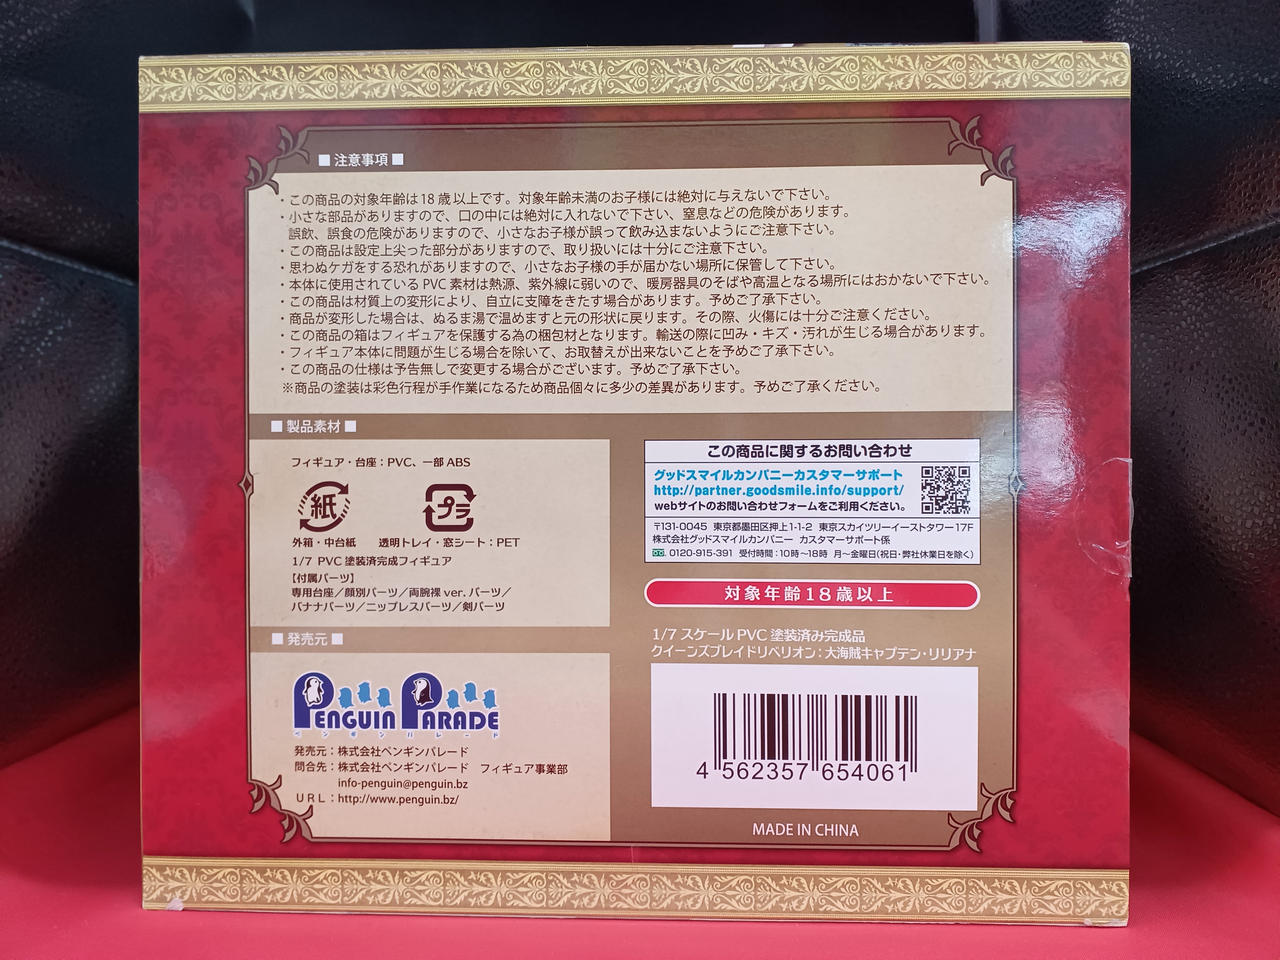 ■ 注意事項 ■
・この商品の対象年齢は18歳以上です。対象年齢未満のお子様には絶対に与えないで下さい。
・小さな部品がありますので、口の中には絶対に入れないで下さい、窒息などの危険があります。
誤飲、誤食の危険がありますので、小さなお子様が誤って飲み込まないようにご注意下さい。
・この商品は設定上尖った部分がありますので、取り扱いには十分にご注意下さい。
・思わぬケガをする恐れがありますので、小さなお子様の手が届かない場所に保管して下さい。
・本体に使用されているPVC素材は熱源、紫外線に弱いので、暖房器具のそばや高温となる場所にはおかないで下さい。
・この商品は材質上の変形により、自立に支障をきたす場合があります。予めご了承下さい。
・商品が変形した場合は、ぬるま湯で温めますと元の形状に戻ります。その際、火傷には十分ご注意ください。
・この商品の箱はフィギュアを保護する為の梱包材となります。輸送の際に凹み・キズ・汚れが生じる場合があります。
・フィギュア本体に問題が生じる場合を除いて、お取替えが出来ないことを予めご了承下さい。
・この商品の仕様は予告無しで変更する場合がございます。予めご了承下さい。
※商品の塗装は彩色行程が手作業になるため商品個々に多少の差異があります。予めご了承ください。
■ 製品素材 ■
フィギュア・台座：PVC、一部ABS
紙
プラ
外箱・中台紙
透明トレイ・窓シート：PET
1/7 PVC塗装済完成フィギュア
【付属パーツ】
専用台座／顔別パーツ／両腕裸ver.パーツ／
バナナパーツ／ニップレスパーツ／剣パーツ
■ 発売元 ■
PENGUIN PARADE
ペンギンパレード
発売元：株式会社ペンギンパレード
問合先：株式会社ペンギンパレード フィギュア事業部
info-penguin@penguin.bz
URL：http://www.penguin.bz/
この商品に関するお問い合わせ
グッドスマイルカンパニーカスタマーサポート
http://partner.goodsmile.info/support/
webサイトのお問い合わせフォームをご利用ください。
〒131-0045 東京都墨田区押上1-1-2 東京スカイツリーイーストタワー17F
株式会社グッドスマイルカンパニー カスタマーサポート係
0120-915-391 受付時間：10時～18時 月～金曜日(祝日・弊社休業日を除く)
対象年齢18歳以上
1/7スケールPVC塗装済み完成品
クイーンズブレイドリベリオン：大海賊キャプテン・リリアナ
4 562357 654061
MADE IN CHINA